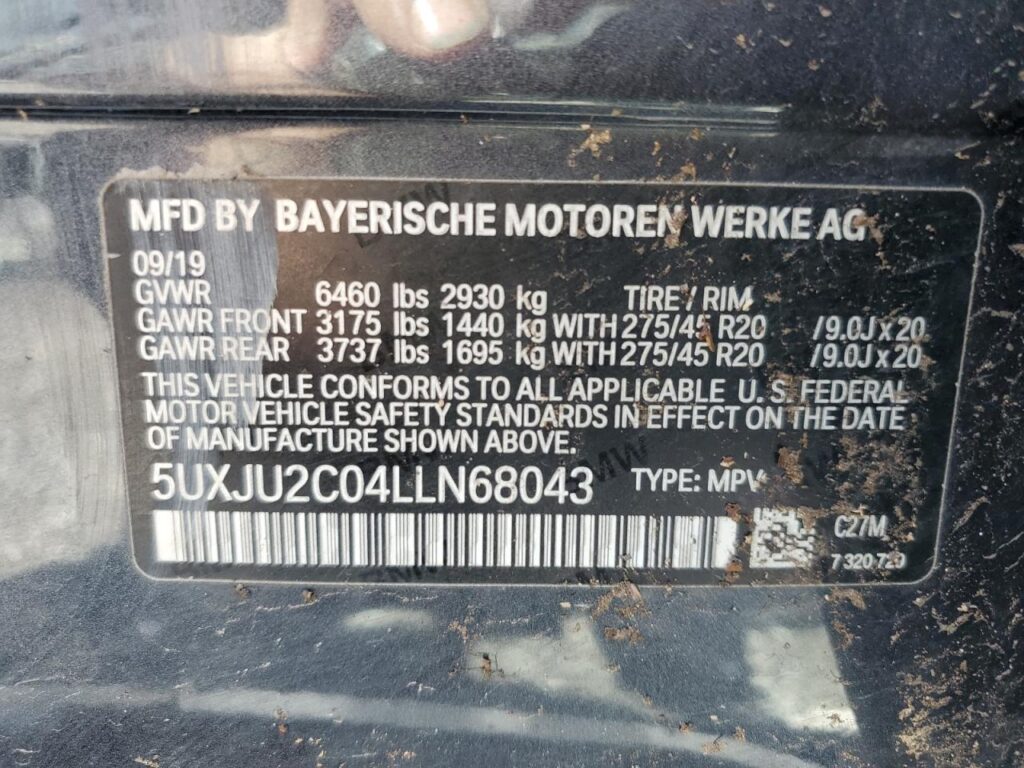 MFD BY BAYERISCHE MOTOREN WERKE AG
09/19
GVWR 6460 lbs 2930 kg TIRE / RIM
GAWR FRONT 3175 lbs 1440 kg WITH 275/45 R20 /9.0J x 20
GAWR REAR 3737 lbs 1695 kg WITH 275/45 R20 /9.0J x 20
THIS VEHICLE CONFORMS TO ALL APPLICABLE U.S. FEDERAL
MOTOR VEHICLE SAFETY STANDARDS IN EFFECT ON THE DATE
OF MANUFACTURE SHOWN ABOVE.
5UXJU2C04LLN68043 TYPE: MPV
C27M
7 320 720